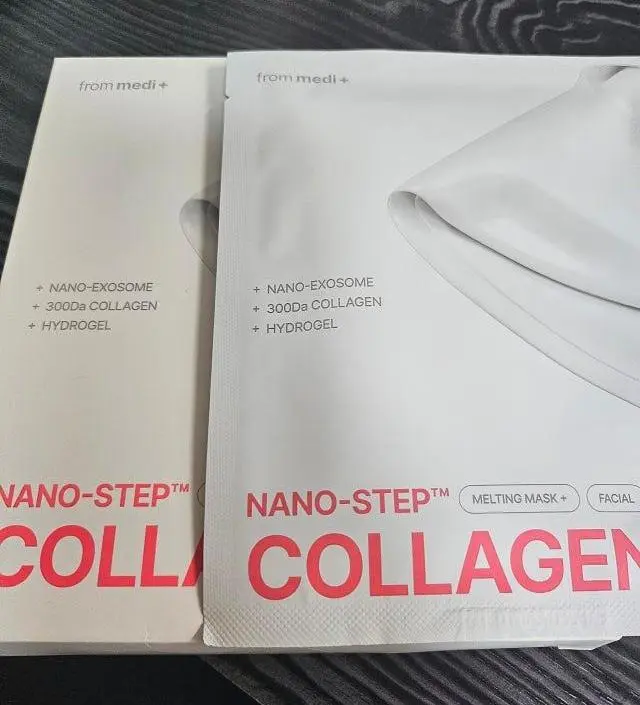 from medi+
+ NANO-EXOSOME
+ 300Da COLLAGEN
+ HYDROGEL
NANO-STEP™
COLLA
from medi+
+ NANO-EXOSOME
+ 300Da COLLAGEN
+ HYDROGEL
NANO-STEP™ MELTING MASK + FACIAL
COLLAGEN